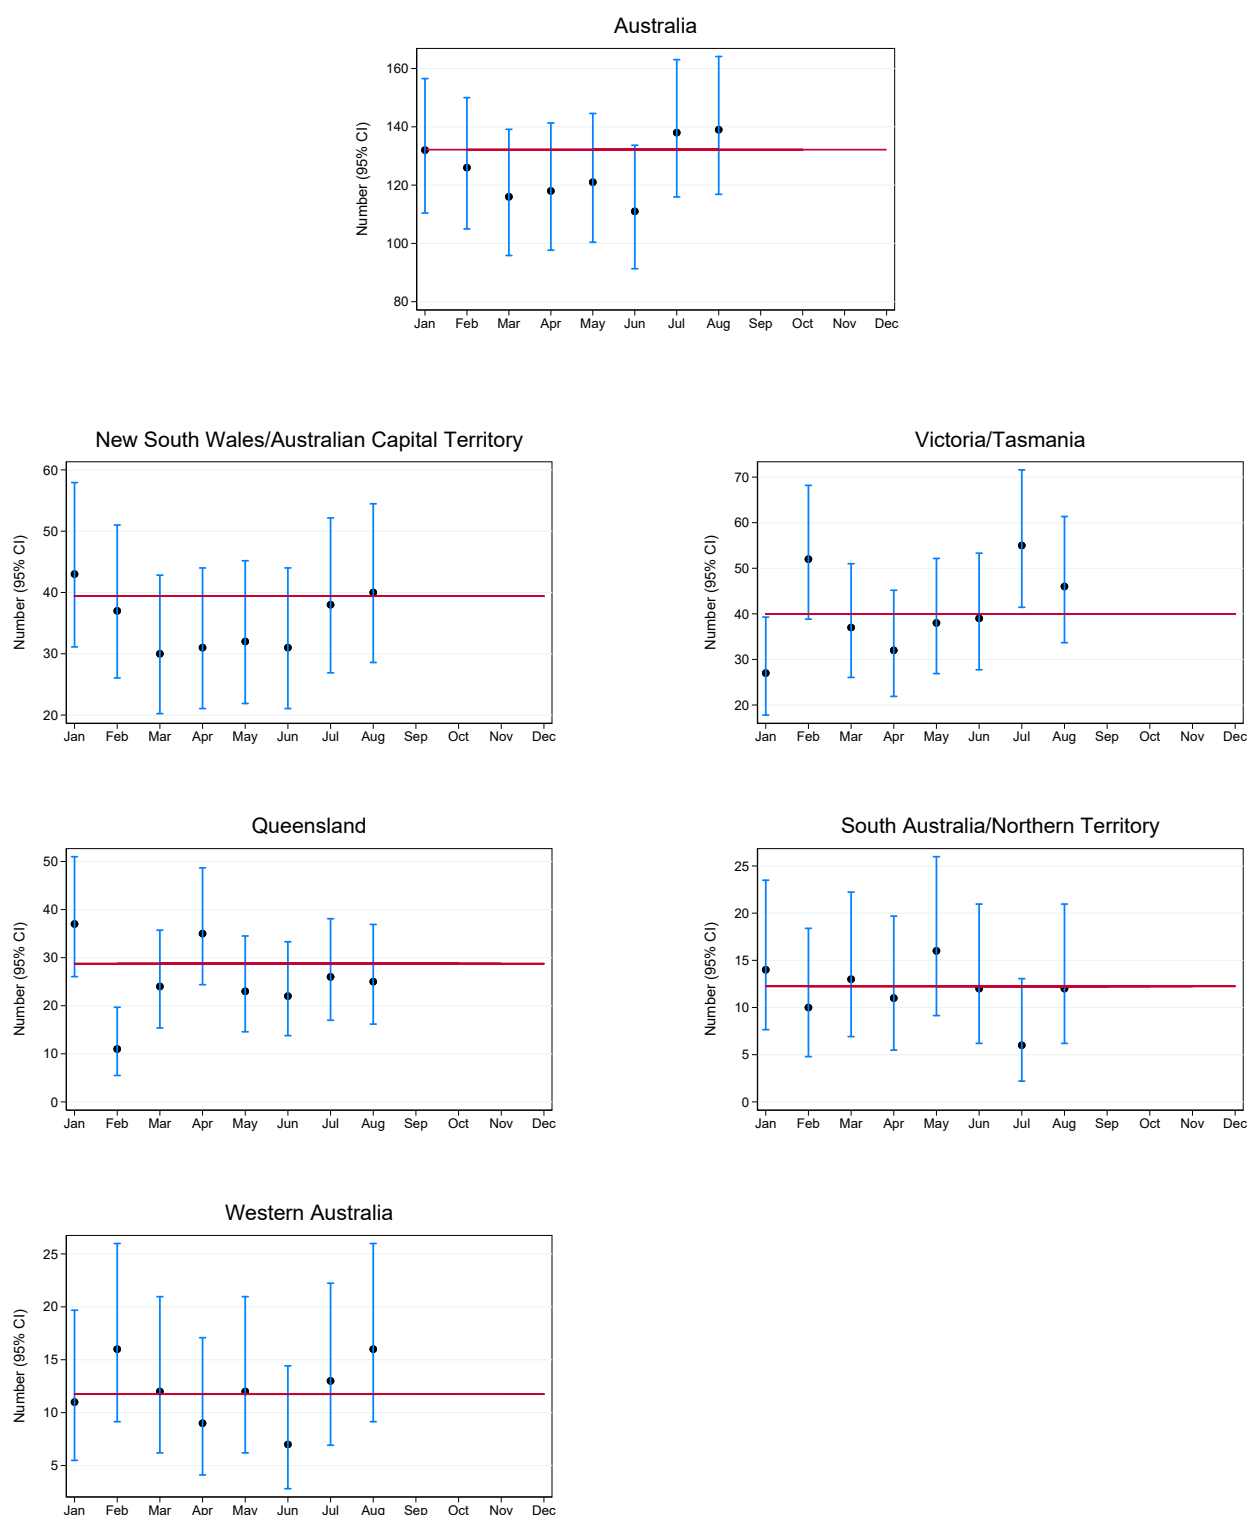 Australia
Number (95% CI)
160
140
120
100
80
Jan Feb Mar Apr May Jun Jul Aug Sep Oct Nov Dec
New South Wales/Australian Capital Territory
Number (95% CI)
60
50
40
30
20
Jan Feb Mar Apr May Jun Jul Aug Sep Oct Nov Dec
Victoria/Tasmania
Number (95% CI)
70
60
50
40
30
20
Jan Feb Mar Apr May Jun Jul Aug Sep Oct Nov Dec
Queensland
Number (95% CI)
50
40
30
20
10
0
Jan Feb Mar Apr May Jun Jul Aug Sep Oct Nov Dec
South Australia/Northern Territory
Number (95% CI)
25
20
15
10
5
0
Jan Feb Mar Apr May Jun Jul Aug Sep Oct Nov Dec
Western Australia
Number (95% CI)
25
20
15
10
5
Jan Feb Mar Apr May Jun Jul Aug Sep Oct Nov Dec